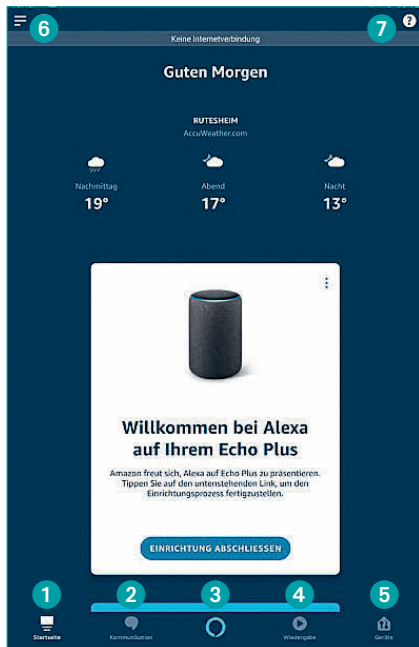 6
7
?
Keine Internetverbindung
Guten Morgen
RUTESHEIM
AccuWeather.com
Nachmittag Abend Nacht
19° 17° 13°
Willkommen bei Alexa
auf Ihrem Echo Plus
Amazon freut sich, Alexa auf Echo Plus zu präsentieren.
Tippen Sie auf den untenstehenden Link, um den
Einrichtungsprozess fertigzustellen.
EINRICHTUNG ABSCHLIESSEN
1 2 3 4 5
Startseite Kommunikation Wiedergabe Geräte